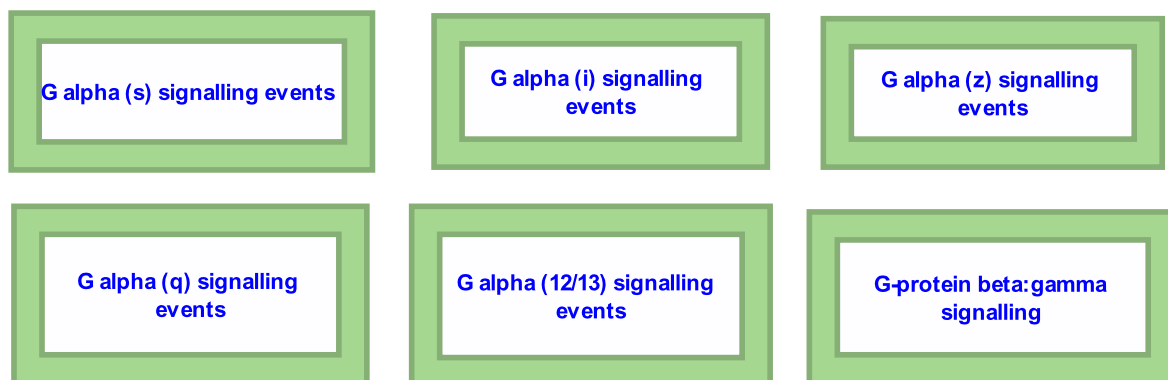 G alpha (s) signalling events
G alpha (i) signalling
events
G alpha (z) signalling
events
G alpha (q) signalling
events
G alpha (12/13) signalling
events
G-protein beta:gamma
signalling